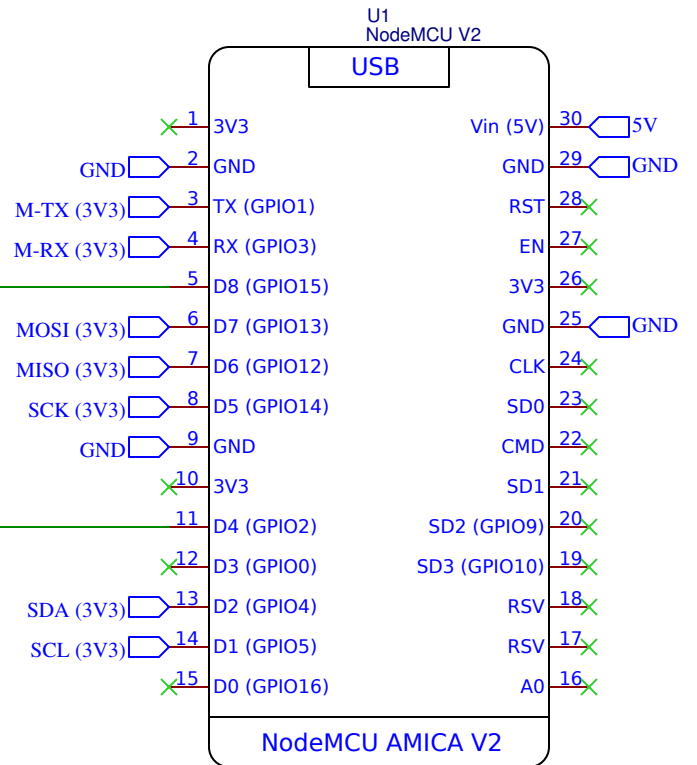 U1
NodeMCU V2
USB
1 3V3 Vin (5V) 30 5V
GND 2 GND GND 29 GND
M-TX (3V3) 3 TX (GPIO1) RST 28
M-RX (3V3) 4 RX (GPIO3) EN 27
5 D8 (GPIO15) 3V3 26
MOSI (3V3) 6 D7 (GPIO13) GND 25 GND
MISO (3V3) 7 D6 (GPIO12) CLK 24
SCK (3V3) 8 D5 (GPIO14) SD0 23
GND 9 GND CMD 22
10 3V3 SD1 21
11 D4 (GPIO2) SD2 (GPIO9) 20
12 D3 (GPIO0) SD3 (GPIO10) 19
SDA (3V3) 13 D2 (GPIO4) RSV 18
SCL (3V3) 14 D1 (GPIO5) RSV 17
15 D0 (GPIO16) A0 16
NodeMCU AMICA V2